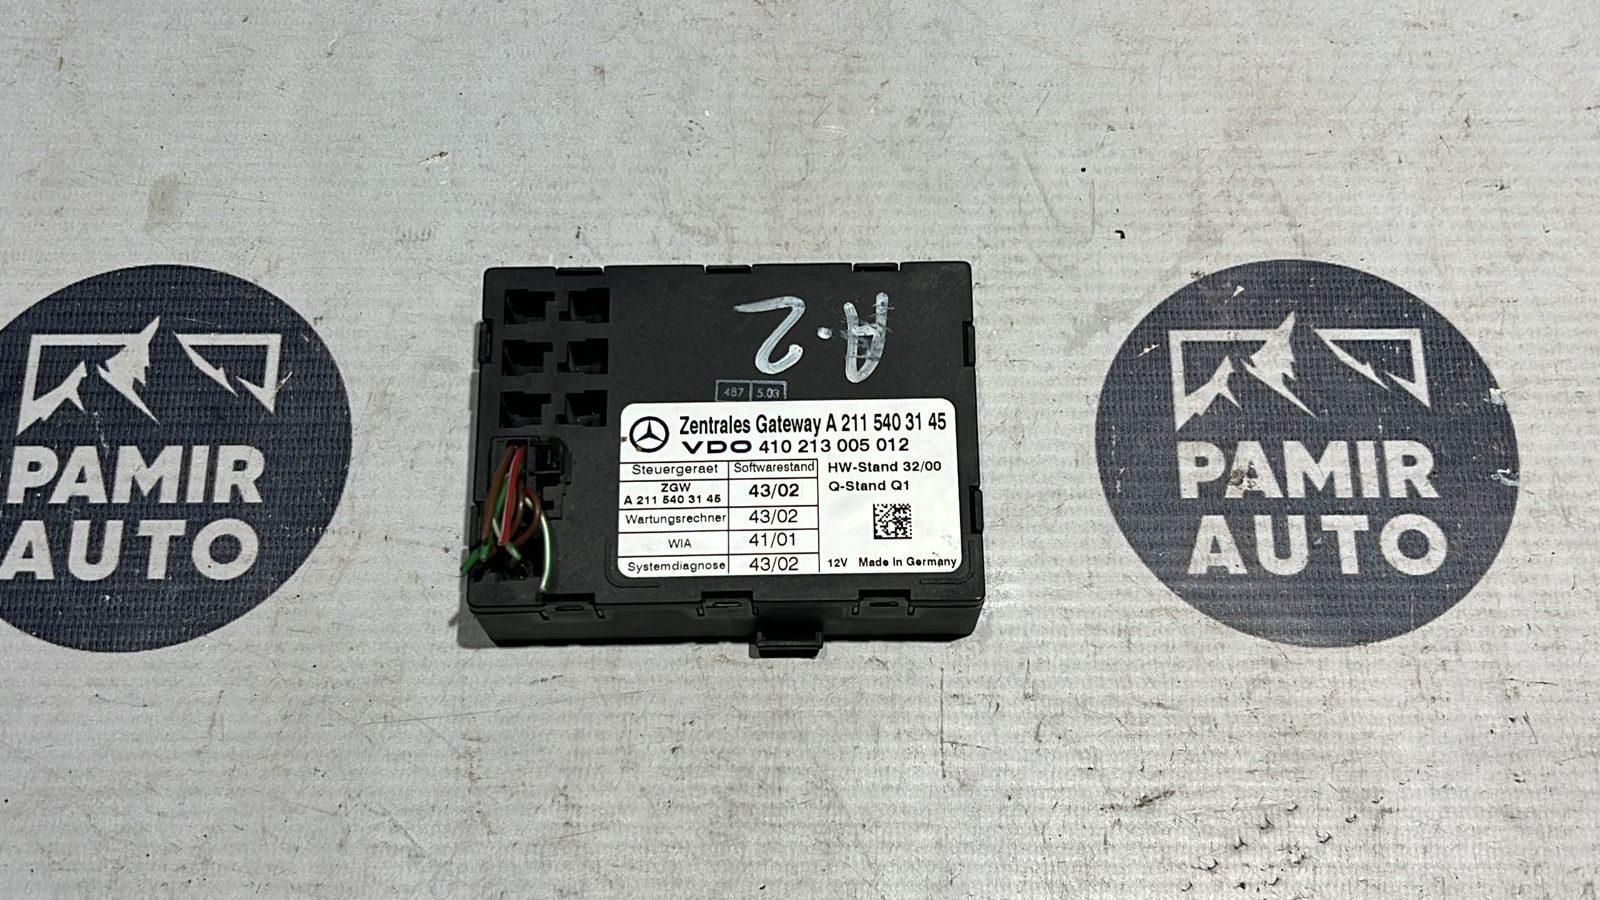 A.2
487 5.03
Zentrales Gateway A 211 540 31 45
VDO 410 213 005 012
Steuergeraet Softwarestand HW-Stand 32/00
ZGW
A 211 540 31 45 43/02 Q-Stand Q1
Wartungsrechner 43/02
WIA 41/01
Systemdiagnose 43/02 12V Made in Germany
PAMIR
AUTO
PAMIR
AUTO